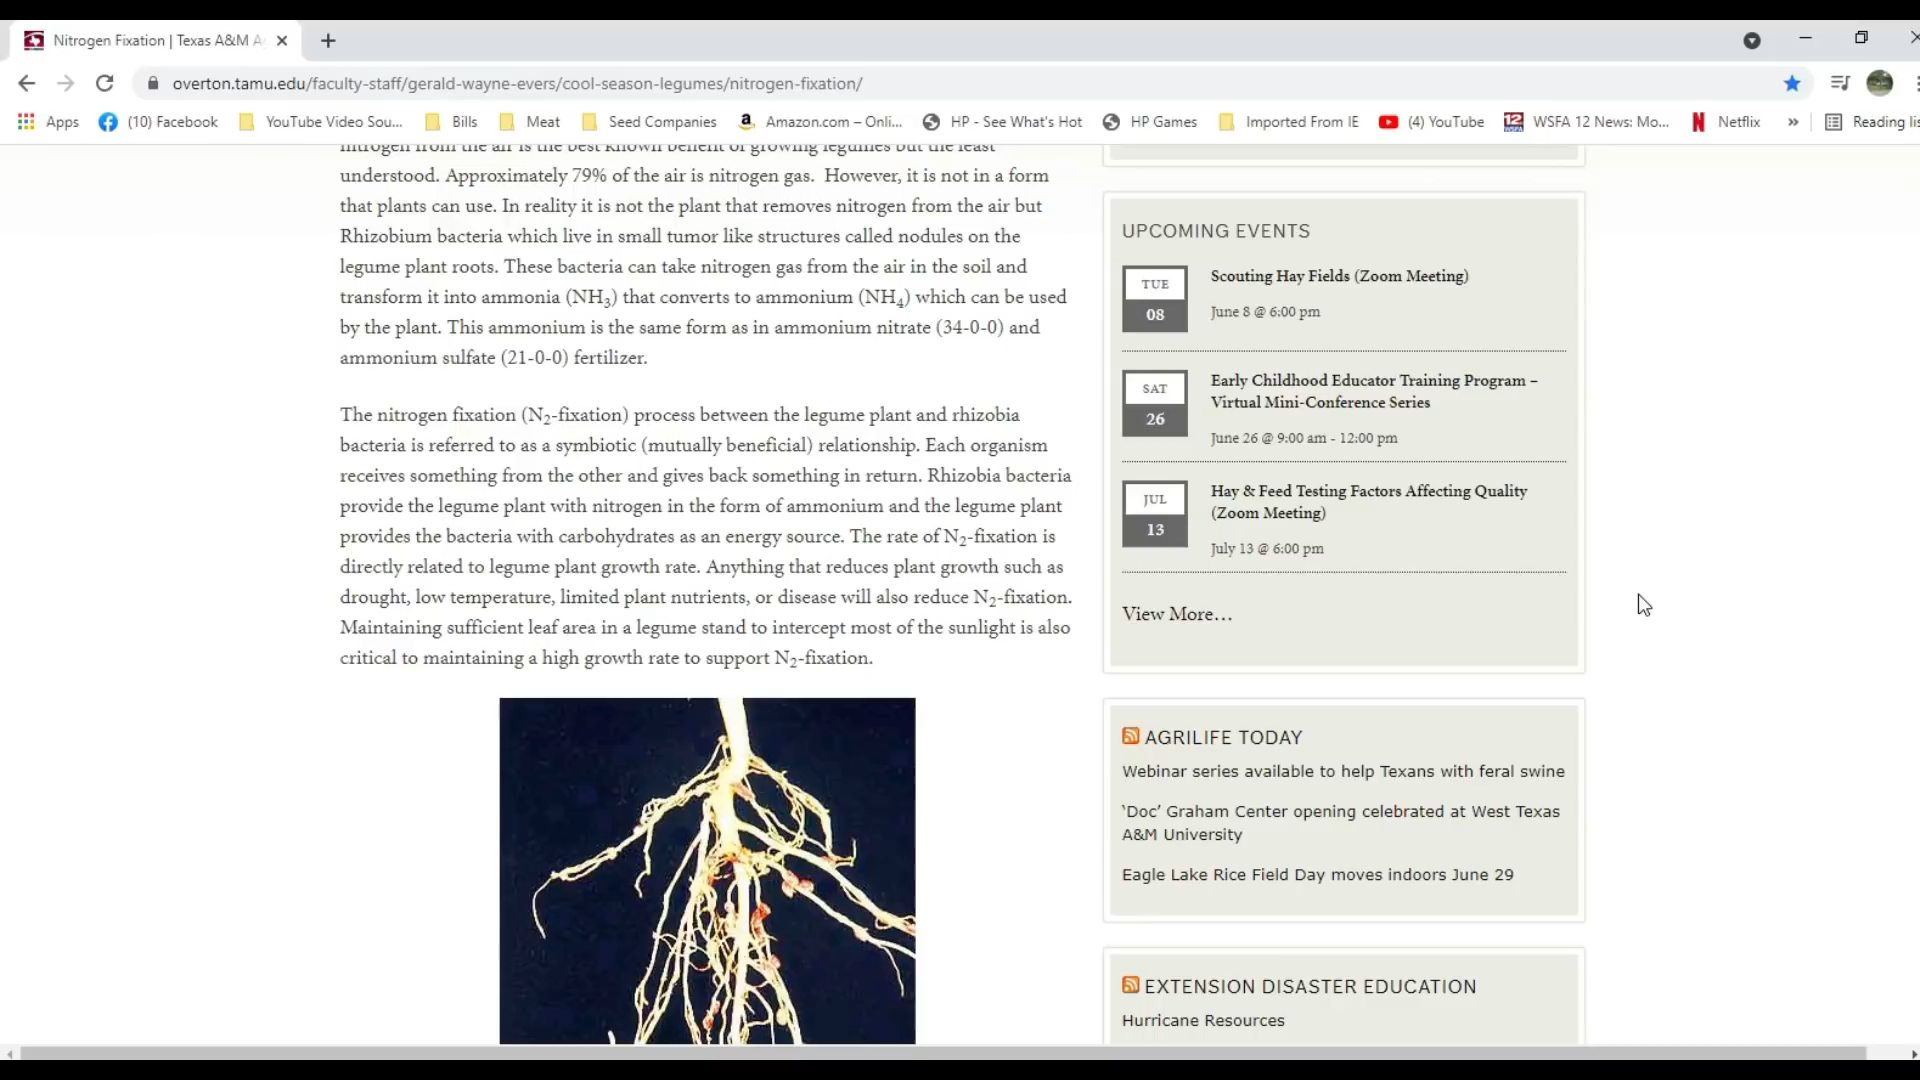 Nitrogen Fixation | Texas A&M A
overton.tamu.edu/faculty-staff/gerald-wayne-evers/cool-season-legumes/nitrogen-fixation/
Apps (10) Facebook YouTube Video Sou... Bills Meat Seed Companies Amazon.com – Onli... HP - See What's Hot HP Games Imported From IE (4) YouTube WSFA 12 News: Mo... Netflix » Reading lis
nitrogen from the air is the best known benefit of growing legumes but the least
understood. Approximately 79% of the air is nitrogen gas. However, it is not in a form
that plants can use. In reality it is not the plant that removes nitrogen from the air but
Rhizobium bacteria which live in small tumor like structures called nodules on the
legume plant roots. These bacteria can take nitrogen gas from the air in the soil and
transform it into ammonia (NH₃) that converts to ammonium (NH₄) which can be used
by the plant. This ammonium is the same form as in ammonium nitrate (34-0-0) and
ammonium sulfate (21-0-0) fertilizer.
The nitrogen fixation (N₂-fixation) process between the legume plant and rhizobia
bacteria is referred to as a symbiotic (mutually beneficial) relationship. Each organism
receives something from the other and gives back something in return. Rhizobia bacteria
provide the legume plant with nitrogen in the form of ammonium and the legume plant
provides the bacteria with carbohydrates as an energy source. The rate of N₂-fixation is
directly related to legume plant growth rate. Anything that reduces plant growth such as
drought, low temperature, limited plant nutrients, or disease will also reduce N₂-fixation.
Maintaining sufficient leaf area in a legume stand to intercept most of the sunlight is also
critical to maintaining a high growth rate to support N₂-fixation.
UPCOMING EVENTS
TUE
08
Scouting Hay Fields (Zoom Meeting)
June 8 @ 6:00 pm
SAT
26
Early Childhood Educator Training Program –
Virtual Mini-Conference Series
June 26 @ 9:00 am - 12:00 pm
JUL
13
Hay & Feed Testing Factors Affecting Quality
(Zoom Meeting)
July 13 @ 6:00 pm
View More…
AGRILIFE TODAY
Webinar series available to help Texans with feral swine
‘Doc’ Graham Center opening celebrated at West Texas
A&M University
Eagle Lake Rice Field Day moves indoors June 29
EXTENSION DISASTER EDUCATION
Hurricane Resources